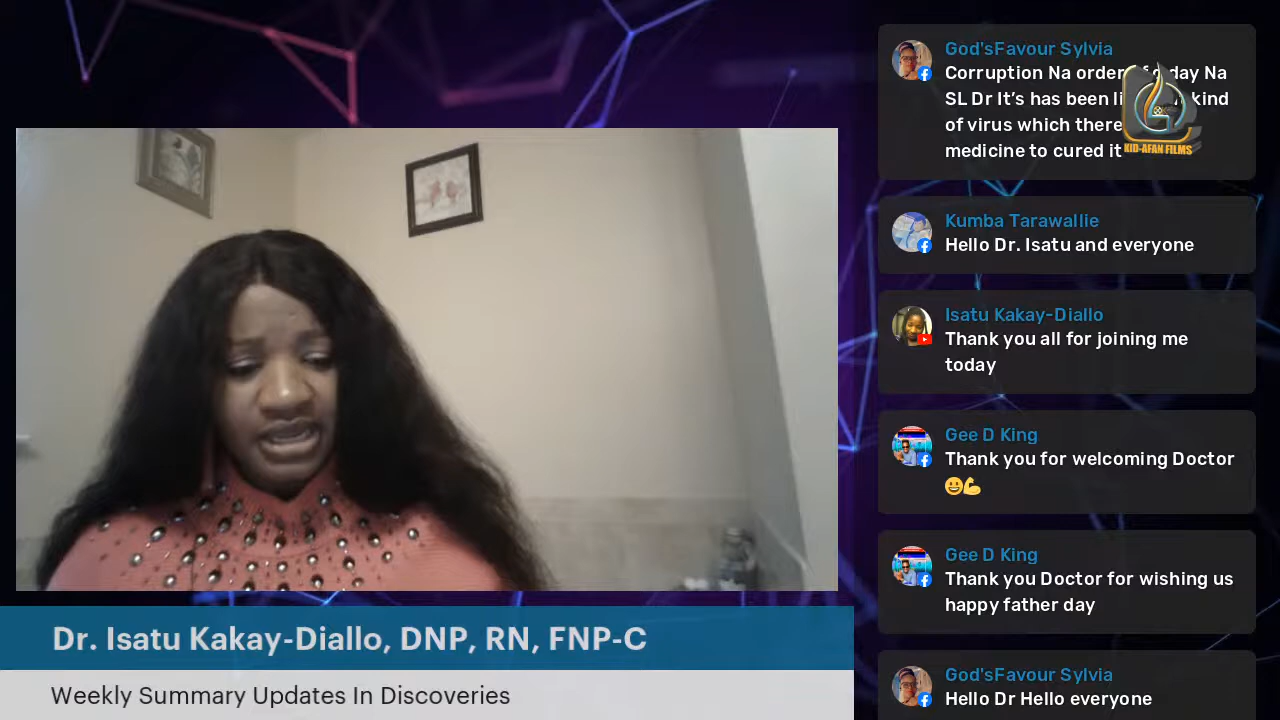 God'sFavour Sylvia
Corruption Na order day Na
SL Dr It's has been kind
of virus which there
medicine to cured it
KID-AFAN FILMS
Kumba Tarawallie
Hello Dr. Isatu and everyone
Isatu Kakay-Diallo
Thank you all for joining me
today
Gee D King
Thank you for welcoming Doctor
😀💪
Gee D King
Thank you Doctor for wishing us
happy father day
God'sFavour Sylvia
Hello Dr Hello everyone
Dr. Isatu Kakay-Diallo, DNP, RN, FNP-C
Weekly Summary Updates In Discoveries